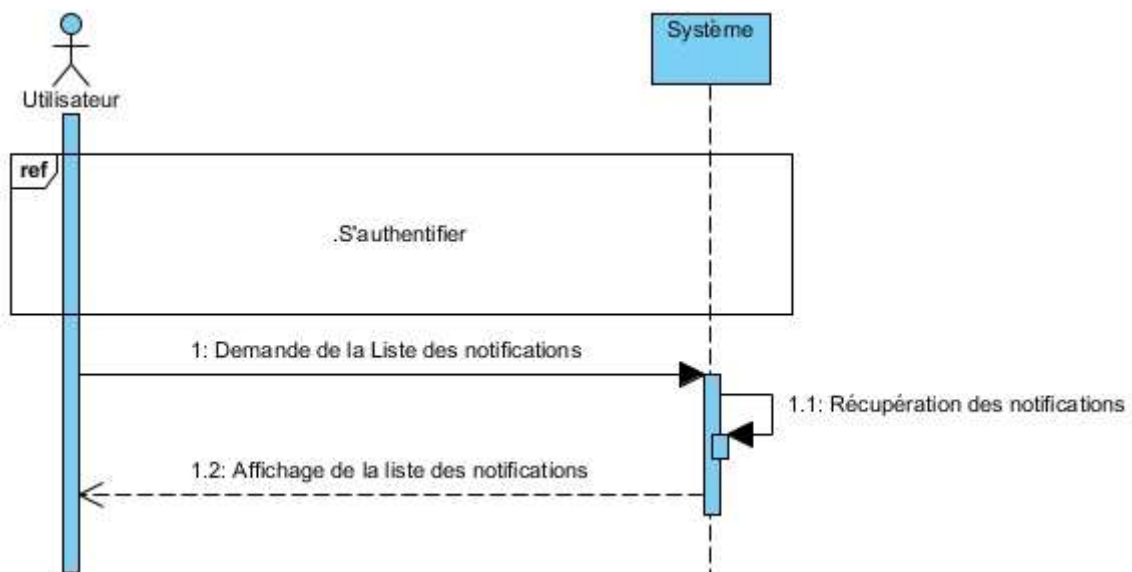 Système
Utilisateur
ref
.S'authentifier
1: Demande de la Liste des notifications
1.1: Récupération des notifications
1.2: Affichage de la liste des notifications